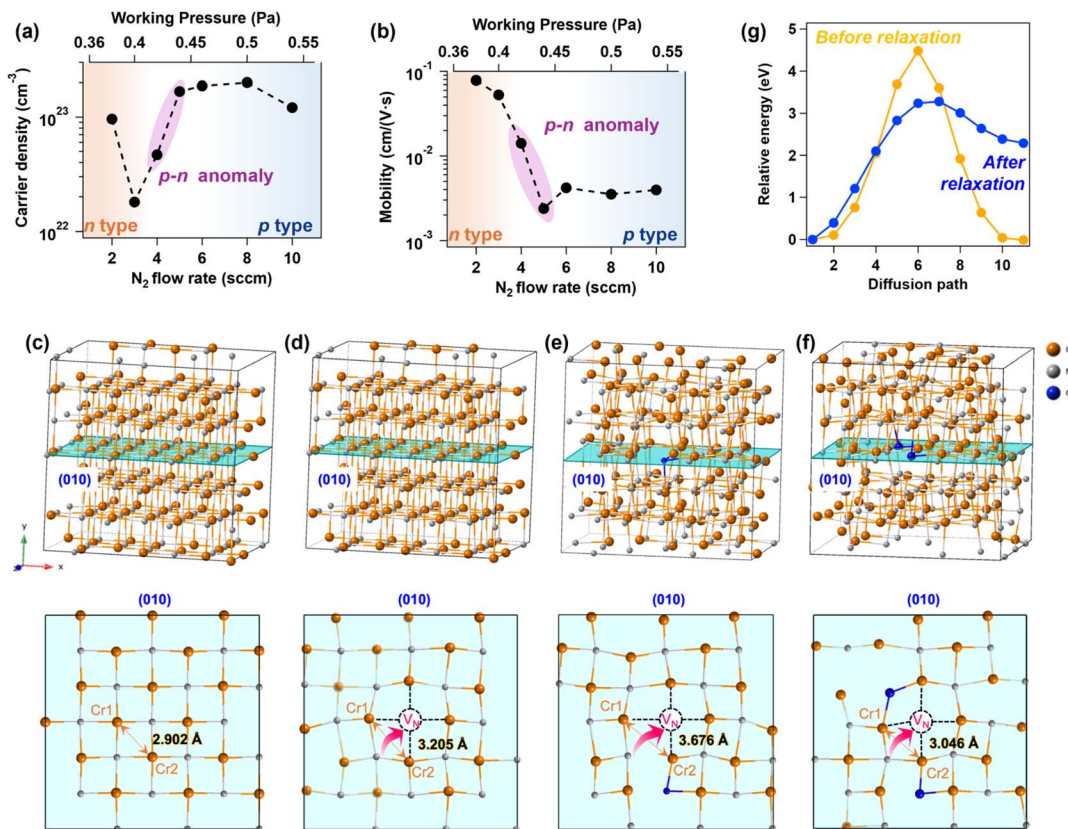 (a)
Working Pressure (Pa)
0.36 0.4 0.45 0.5 0.55
Carrier density (cm⁻³)
10²³
10²²
p-n anomaly
n type
p type
2 4 6 8 10
N₂ flow rate (sccm)
(b)
Working Pressure (Pa)
0.36 0.4 0.45 0.5 0.55
Mobility (cm/(V·s)
10⁻¹
10⁻²
10⁻³
p-n anomaly
n type
p type
2 4 6 8 10
N₂ flow rate (sccm)
(g)
Relative energy (eV)
5
4
3
2
1
0
Before relaxation
After
relaxation
2 4 6 8 10
Diffusion path
(c)
(010)
y
z
x
(d)
(010)
(e)
(010)
(f)
(010)
(010)
Cr1
2.902 Å
Cr2
(010)
Cr1
V_N
3.205 Å
Cr2
(010)
Cr1
V_N
3.676 Å
Cr2
(010)
Cr1
V_N
3.046 Å
Cr2